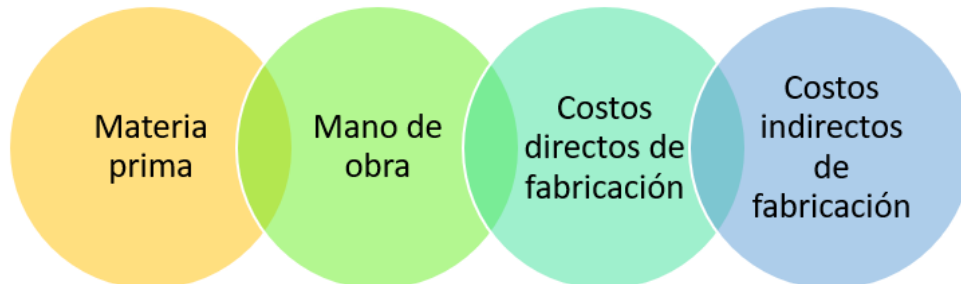 Materia
prima
Mano de
obra
Costos
directos de
fabricación
Costos
indirectos
de
fabricación